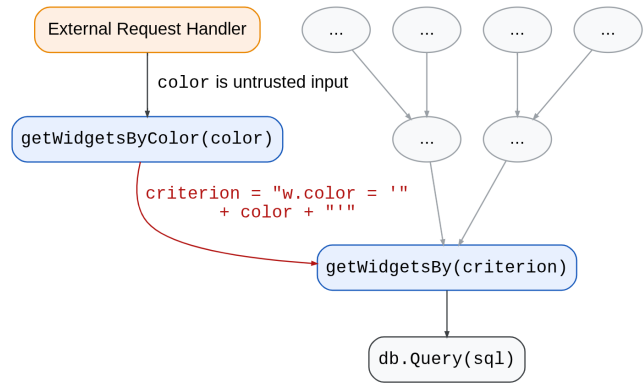 External Request Handler
...
...
...
...
color is untrusted input
getWidgetsByColor(color)
...
...
criterion = "w.color = '"
+ color + "'"
getWidgetsBy(criterion)
db.Query(sql)